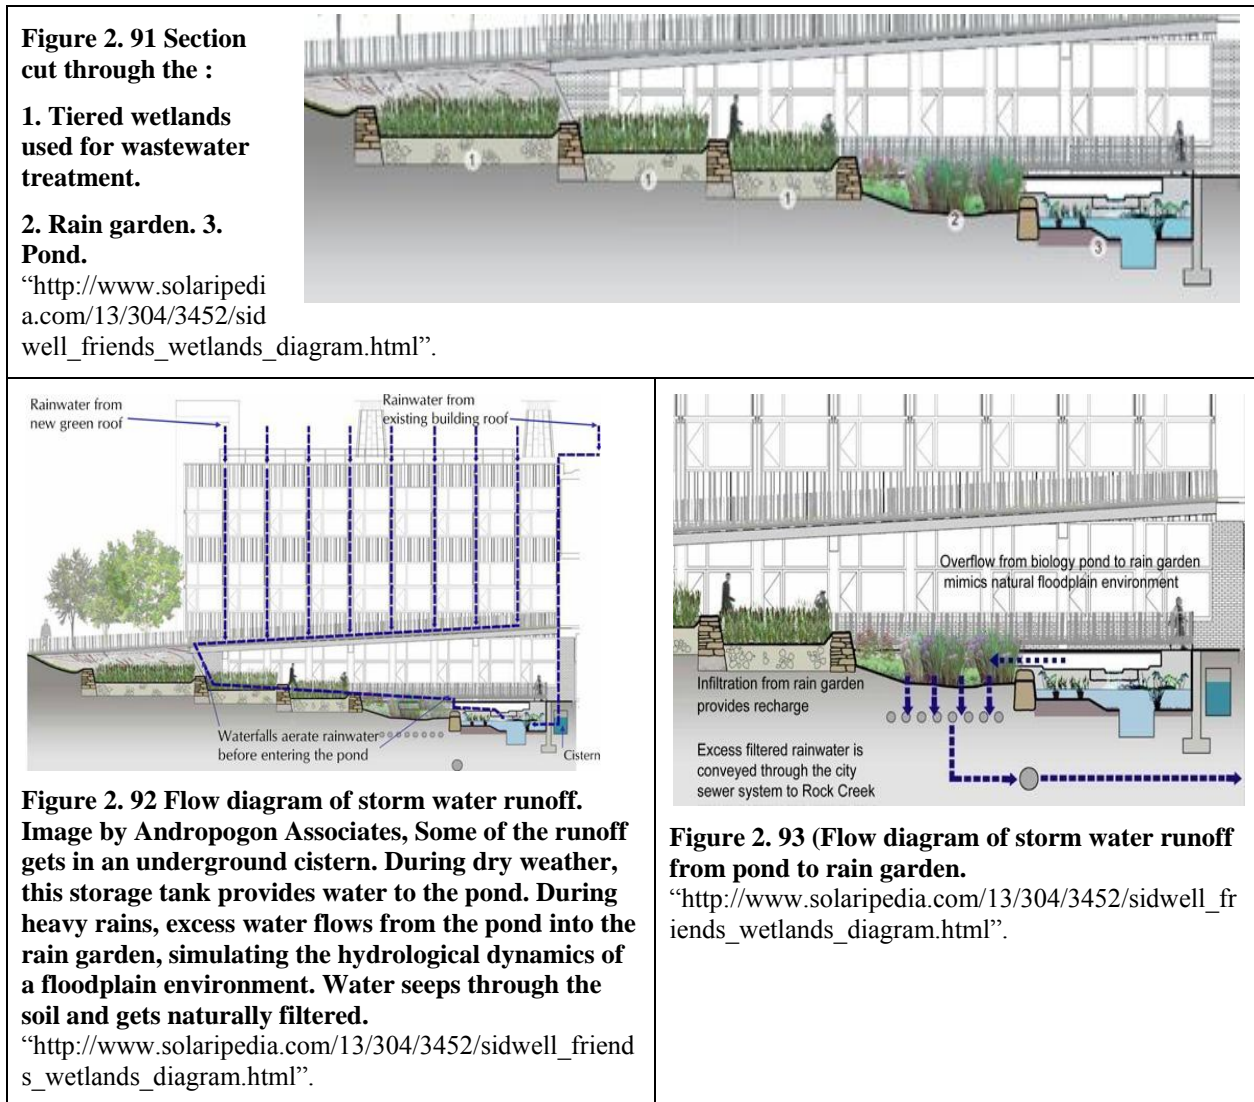 Figure 2. 91 Section
cut through the :
1. Tiered wetlands
used for wastewater
treatment.
2. Rain garden. 3.
Pond.
“http://www.solaripedi
a.com/13/304/3452/sid
well_friends_wetlands_diagram.html”.
1
1
1
2
3
Rainwater from
new green roof
Rainwater from
existing building roof
Waterfalls aerate rainwater
before entering the pond
Cistern
Figure 2. 92 Flow diagram of storm water runoff.
Image by Andropogon Associates, Some of the runoff
gets in an underground cistern. During dry weather,
this storage tank provides water to the pond. During
heavy rains, excess water flows from the pond into the
rain garden, simulating the hydrological dynamics of
a floodplain environment. Water seeps through the
soil and gets naturally filtered.
“http://www.solaripedia.com/13/304/3452/sidwell_friend
s_wetlands_diagram.html”.
Overflow from biology pond to rain garden
mimics natural floodplain environment
Infiltration from rain garden
provides recharge
Excess filtered rainwater is
conveyed through the city
sewer system to Rock Creek
Figure 2. 93 (Flow diagram of storm water runoff
from pond to rain garden.
“http://www.solaripedia.com/13/304/3452/sidwell_fr
iends_wetlands_diagram.html”.